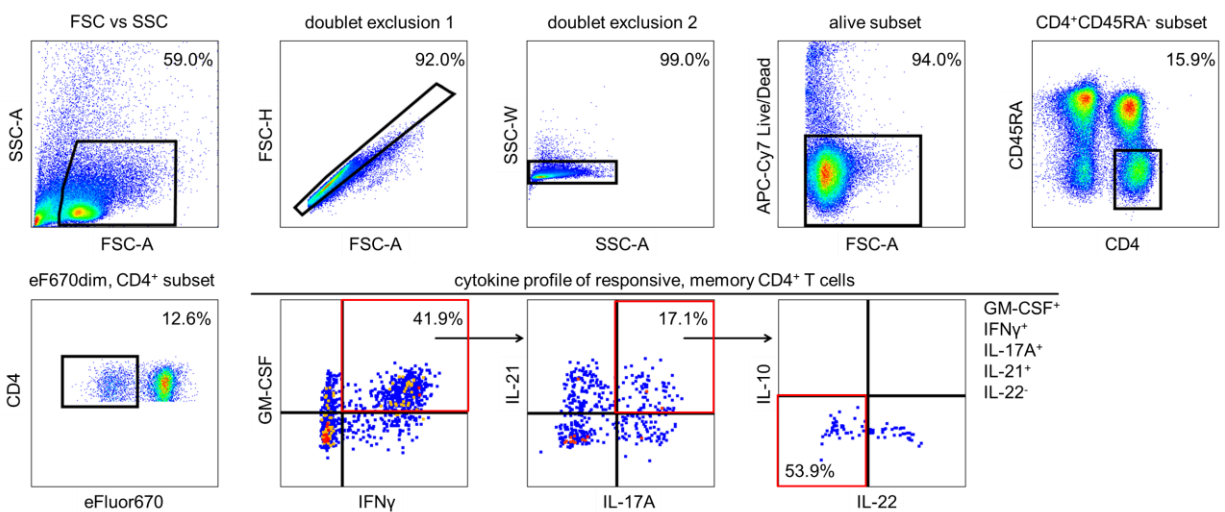 FSC vs SSC
doublet exclusion 1
doublet exclusion 2
alive subset
CD4⁺CD45RA⁻ subset
59.0%
92.0%
99.0%
94.0%
15.9%
SSC-A
FSC-H
SSC-W
APC-Cy7 Live/Dead
CD45RA
FSC-A
FSC-A
SSC-A
FSC-A
CD4
eF670dim, CD4⁺ subset
cytokine profile of responsive, memory CD4⁺ T cells
12.6%
41.9%
17.1%
GM-CSF⁺
IFNγ⁺
IL-17A⁺
IL-21⁺
IL-22⁻
CD4
GM-CSF
IL-21
IL-10
53.9%
eFluor670
IFNγ
IL-17A
IL-22